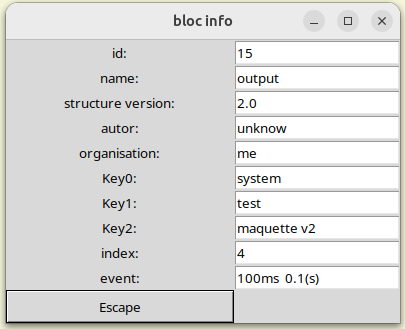 bloc info
id: 15
name: output
structure version: 2.0
autor: unknow
organisation: me
Key0: system
Key1: test
Key2: maquette v2
index: 4
event: 100ms 0.1(s)
Escape